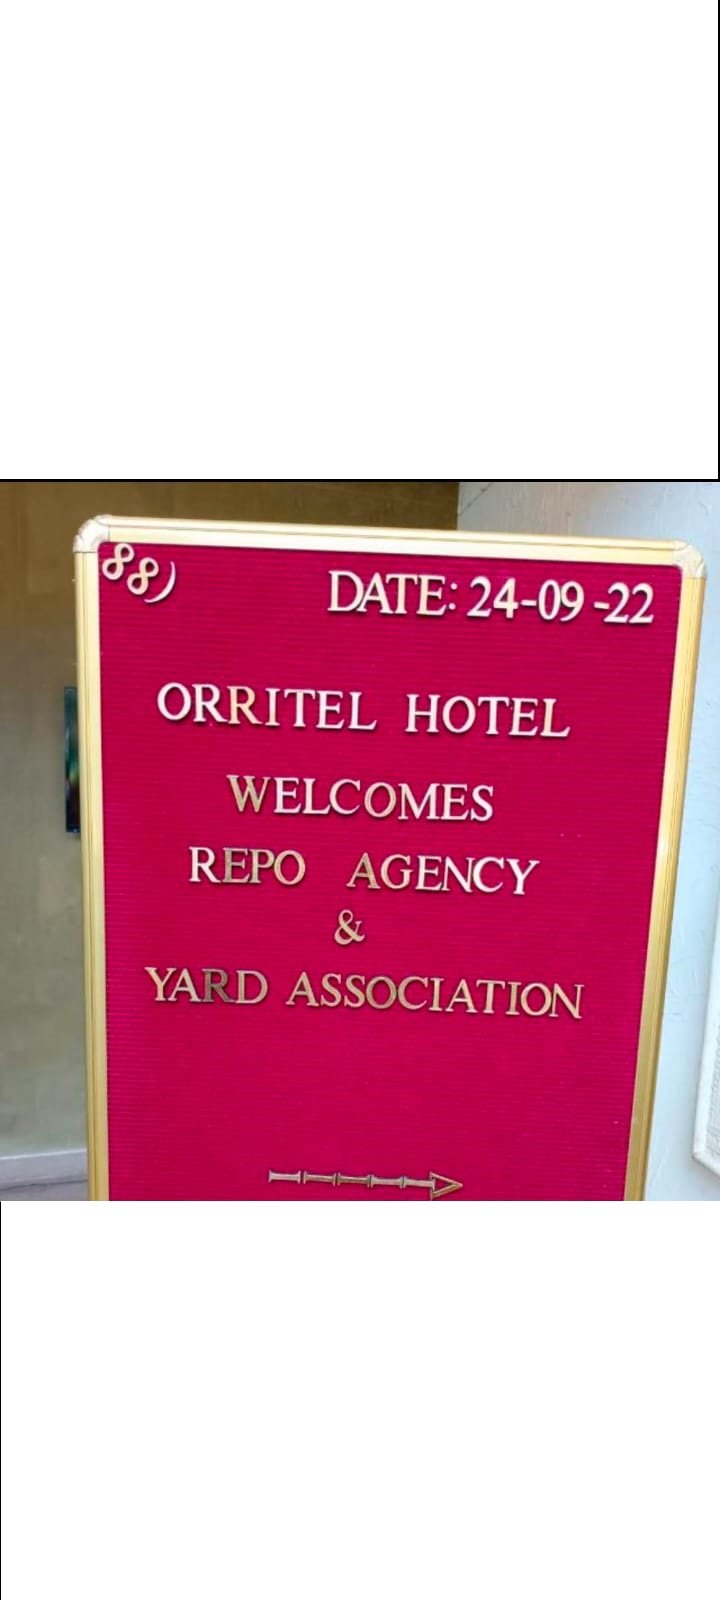 88)
DATE: 24-09-22
ORRITEL HOTEL
WELCOMES
REPO AGENCY
&
YARD ASSOCIATION